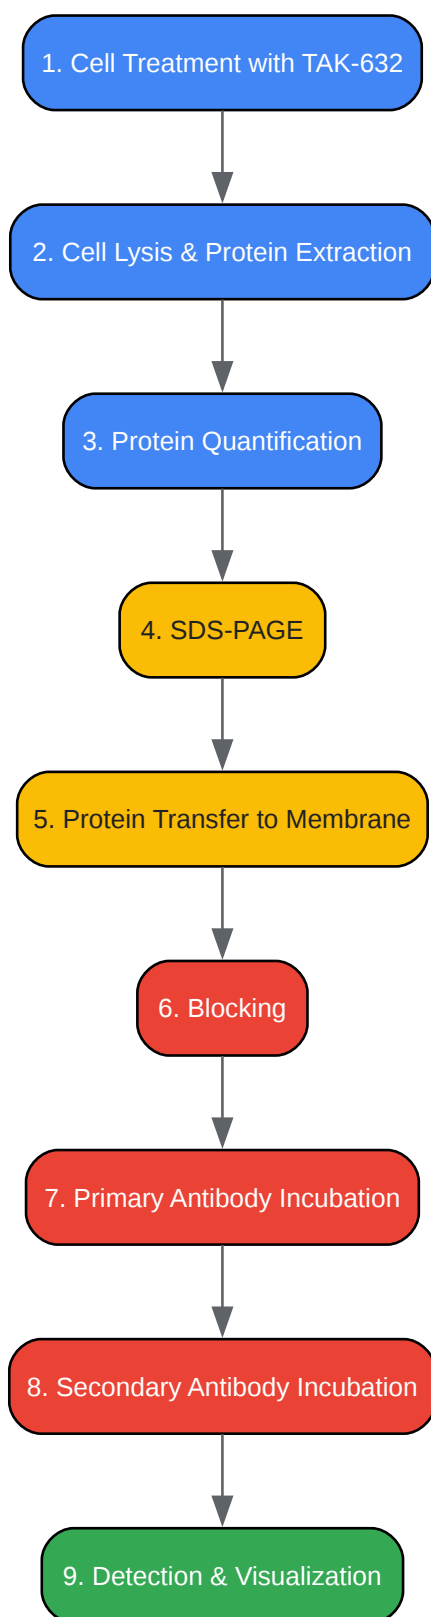 1. Cell Treatment with TAK-632
2. Cell Lysis & Protein Extraction
3. Protein Quantification
4. SDS-PAGE
5. Protein Transfer to Membrane
6. Blocking
7. Primary Antibody Incubation
8. Secondary Antibody Incubation
9. Detection & Visualization